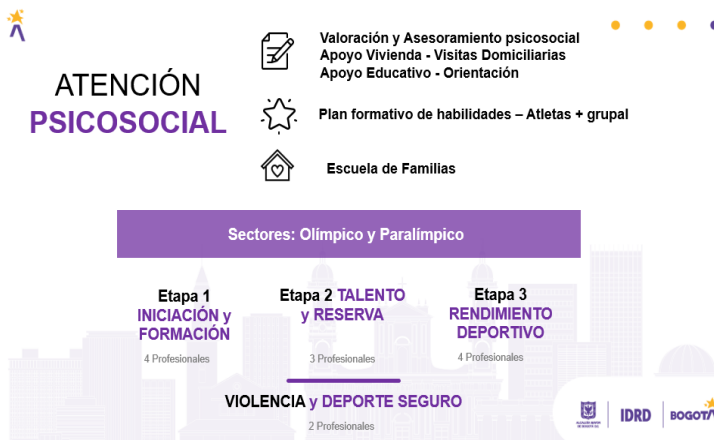 ATENCIÓN
PSICOSOCIAL
Valoración y Asesoramiento psicosocial
Apoyo Vivienda - Visitas Domiciliarias
Apoyo Educativo - Orientación
Plan formativo de habilidades – Atletas + grupal
Escuela de Familias
Sectores: Olímpico y Paralímpico
Etapa 1
INICIACIÓN y
FORMACIÓN
4 Profesionales
Etapa 2 TALENTO
y RESERVA
3 Profesionales
Etapa 3
RENDIMIENTO
DEPORTIVO
4 Profesionales
VIOLENCIA y DEPORTE SEGURO
2 Profesionales
IDRD
BOGOTÁ